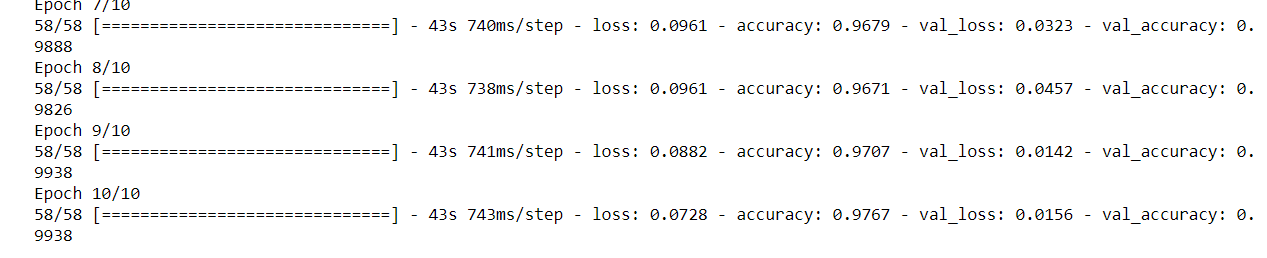 Epoch 7/10
58/58 [==============================] - 43s 740ms/step - loss: 0.0961 - accuracy: 0.9679 - val_loss: 0.0323 - val_accuracy: 0.
9888
Epoch 8/10
58/58 [==============================] - 43s 738ms/step - loss: 0.0961 - accuracy: 0.9671 - val_loss: 0.0457 - val_accuracy: 0.
9826
Epoch 9/10
58/58 [==============================] - 43s 741ms/step - loss: 0.0882 - accuracy: 0.9707 - val_loss: 0.0142 - val_accuracy: 0.
9938
Epoch 10/10
58/58 [==============================] - 43s 743ms/step - loss: 0.0728 - accuracy: 0.9767 - val_loss: 0.0156 - val_accuracy: 0.
9938